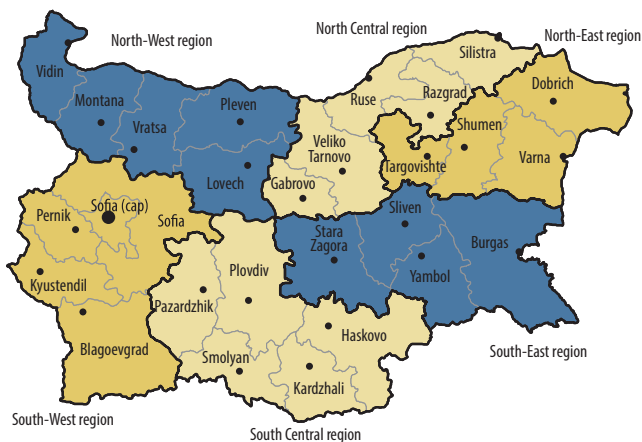 North-West region
North Central region
North-East region
Silistra
Vidin
Dobrich
Montana
Pleven
Ruse
Razgrad
Vratsa
Shumen
Veliko
Tarnovo
Targovishte
Varna
Lovech
Gabrovo
Sofia (cap)
Pernik
Sofia
Sliven
Stara
Zagora
Burgas
Plovdiv
Yambol
Kyustendil
Pazardzhik
Haskovo
Blagoevgrad
Smolyan
South-East region
Kardzhali
South-West region
South Central region